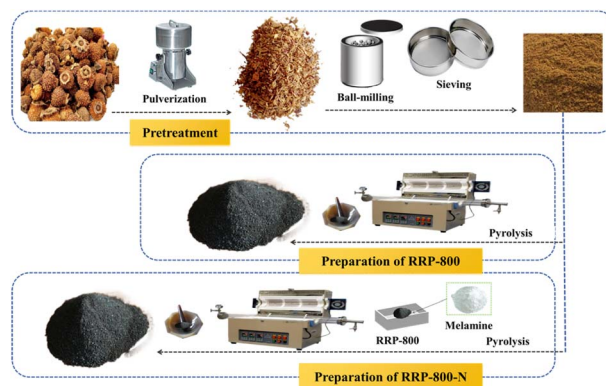 Pulverization
Ball-milling
Sieving
Pretreatment
Pyrolysis
Preparation of RRP-800
Melamine
RRP-800
Pyrolysis
Preparation of RRP-800-N